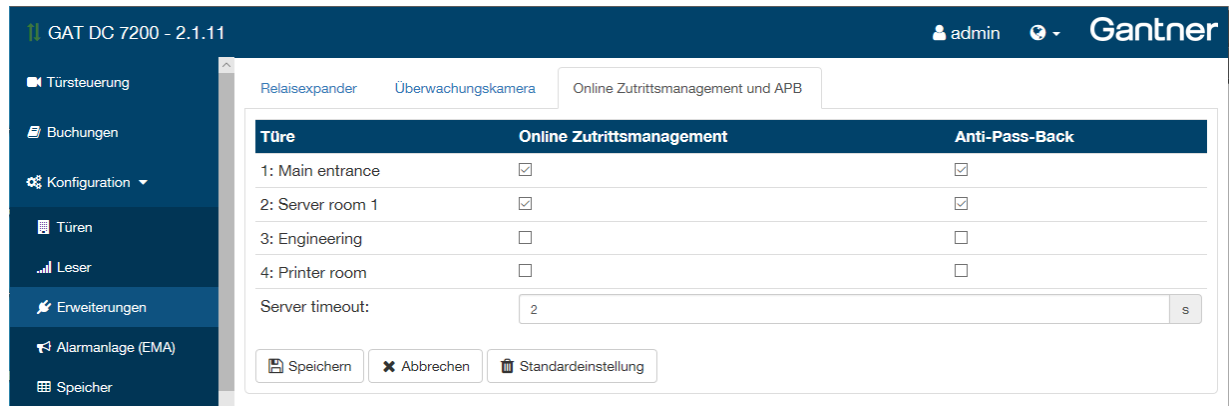 GAT DC 7200 - 2.1.11
admin
Gantner
Türsteuerung
Buchungen
Konfiguration
Türen
Leser
Erweiterungen
Alarmanlage (EMA)
Speicher
Relaisexpander Überwachungskamera Online Zutrittsmanagement und APB
Türe Online Zutrittsmanagement Anti-Pass-Back
1: Main entrance
2: Server room 1
3: Engineering
4: Printer room
Server timeout: 2 s
Speichern Abbrechen Standardeinstellung